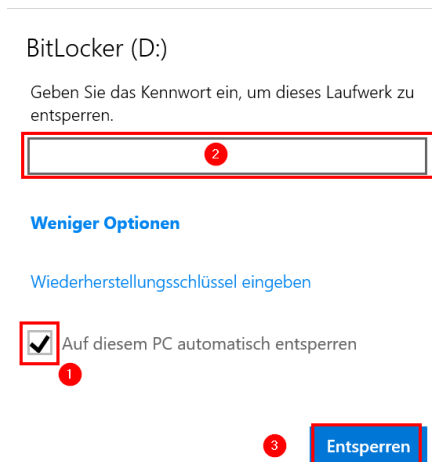 BitLocker (D:)
Geben Sie das Kennwort ein, um dieses Laufwerk zu
entsperren.
2
Weniger Optionen
Wiederherstellungsschlüssel eingeben
Auf diesem PC automatisch entsperren
1
3 Entsperren